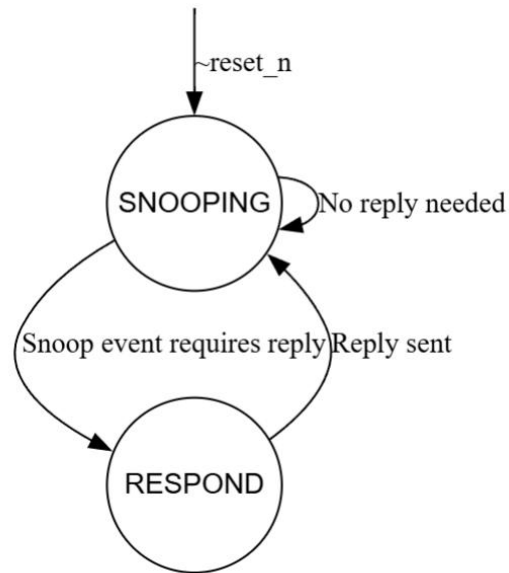 ~reset_n
SNOOPING
No reply needed
Snoop event requires reply
Reply sent
RESPOND